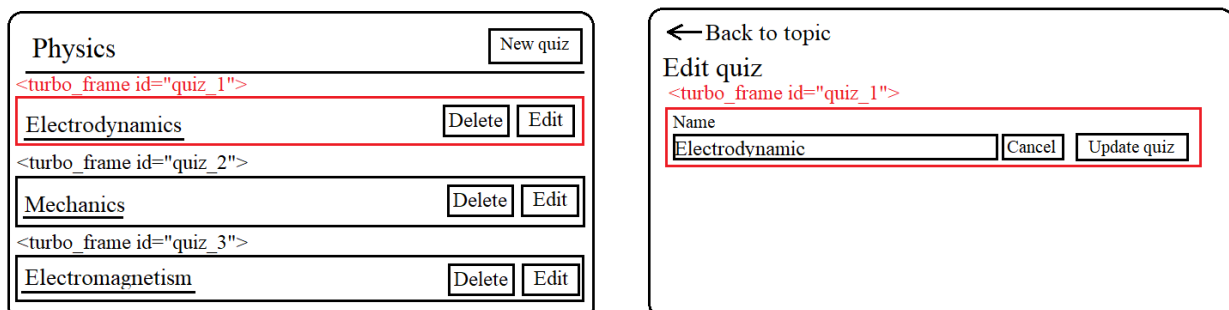 Physics
New quiz
<turbo_frame id="quiz_1">
Electrodynamics
Delete
Edit
<turbo_frame id="quiz_2">
Mechanics
Delete
Edit
<turbo_frame id="quiz_3">
Electromagnetism
Delete
Edit
Back to topic
Edit quiz
<turbo_frame id="quiz_1">
Name
Electrodynamic
Cancel
Update quiz